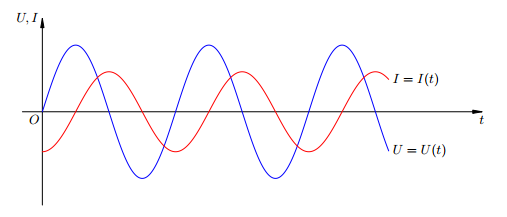 U, I
I = I(t)
O
t
U = U(t)